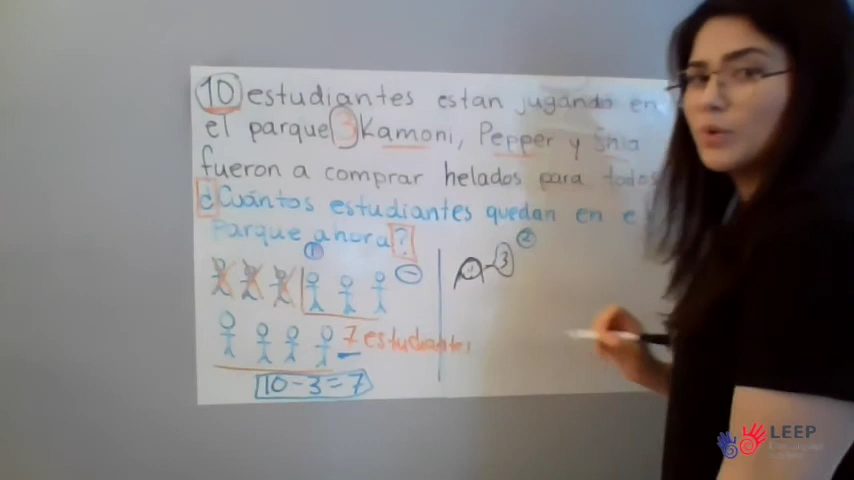 10 estudiantes estan jugando en
el parque 3 Kamoni, Pepper y Shia
fueron a comprar helados para todos
¿Cuántos estudiantes quedan en e
Parque ahora?
1
2
-
3
7 estudiantes
10-3=7
LEEP